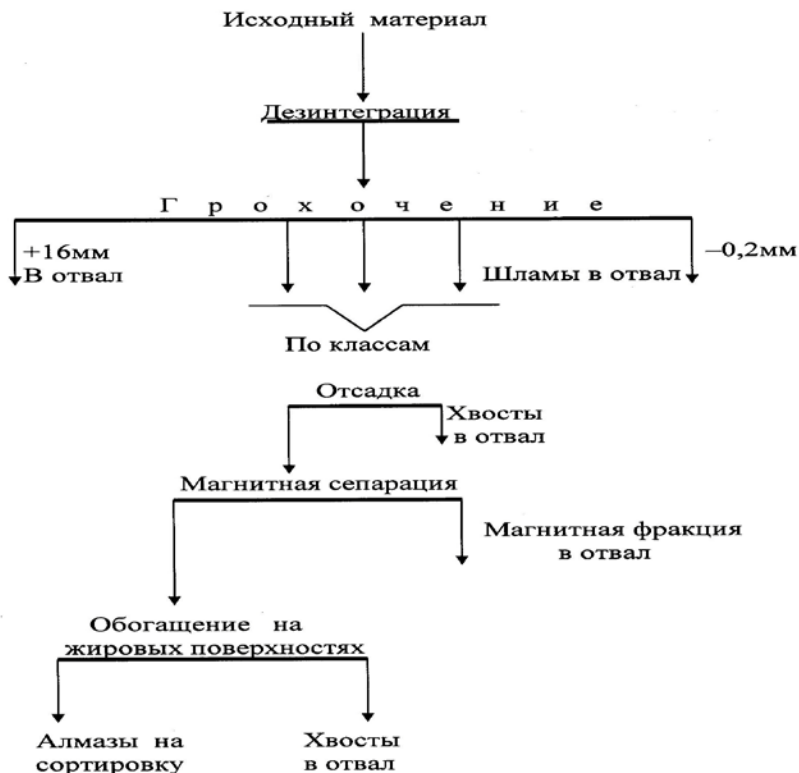 Исходный материал
Дезинтеграция
Грохочение
+16мм
В отвал
–0,2мм
Шламы в отвал
По классам
Отсадка
Хвосты
в отвал
Магнитная сепарация
Магнитная фракция
в отвал
Обогащение на
жировых поверхностях
Алмазы на
сортировку
Хвосты
в отвал